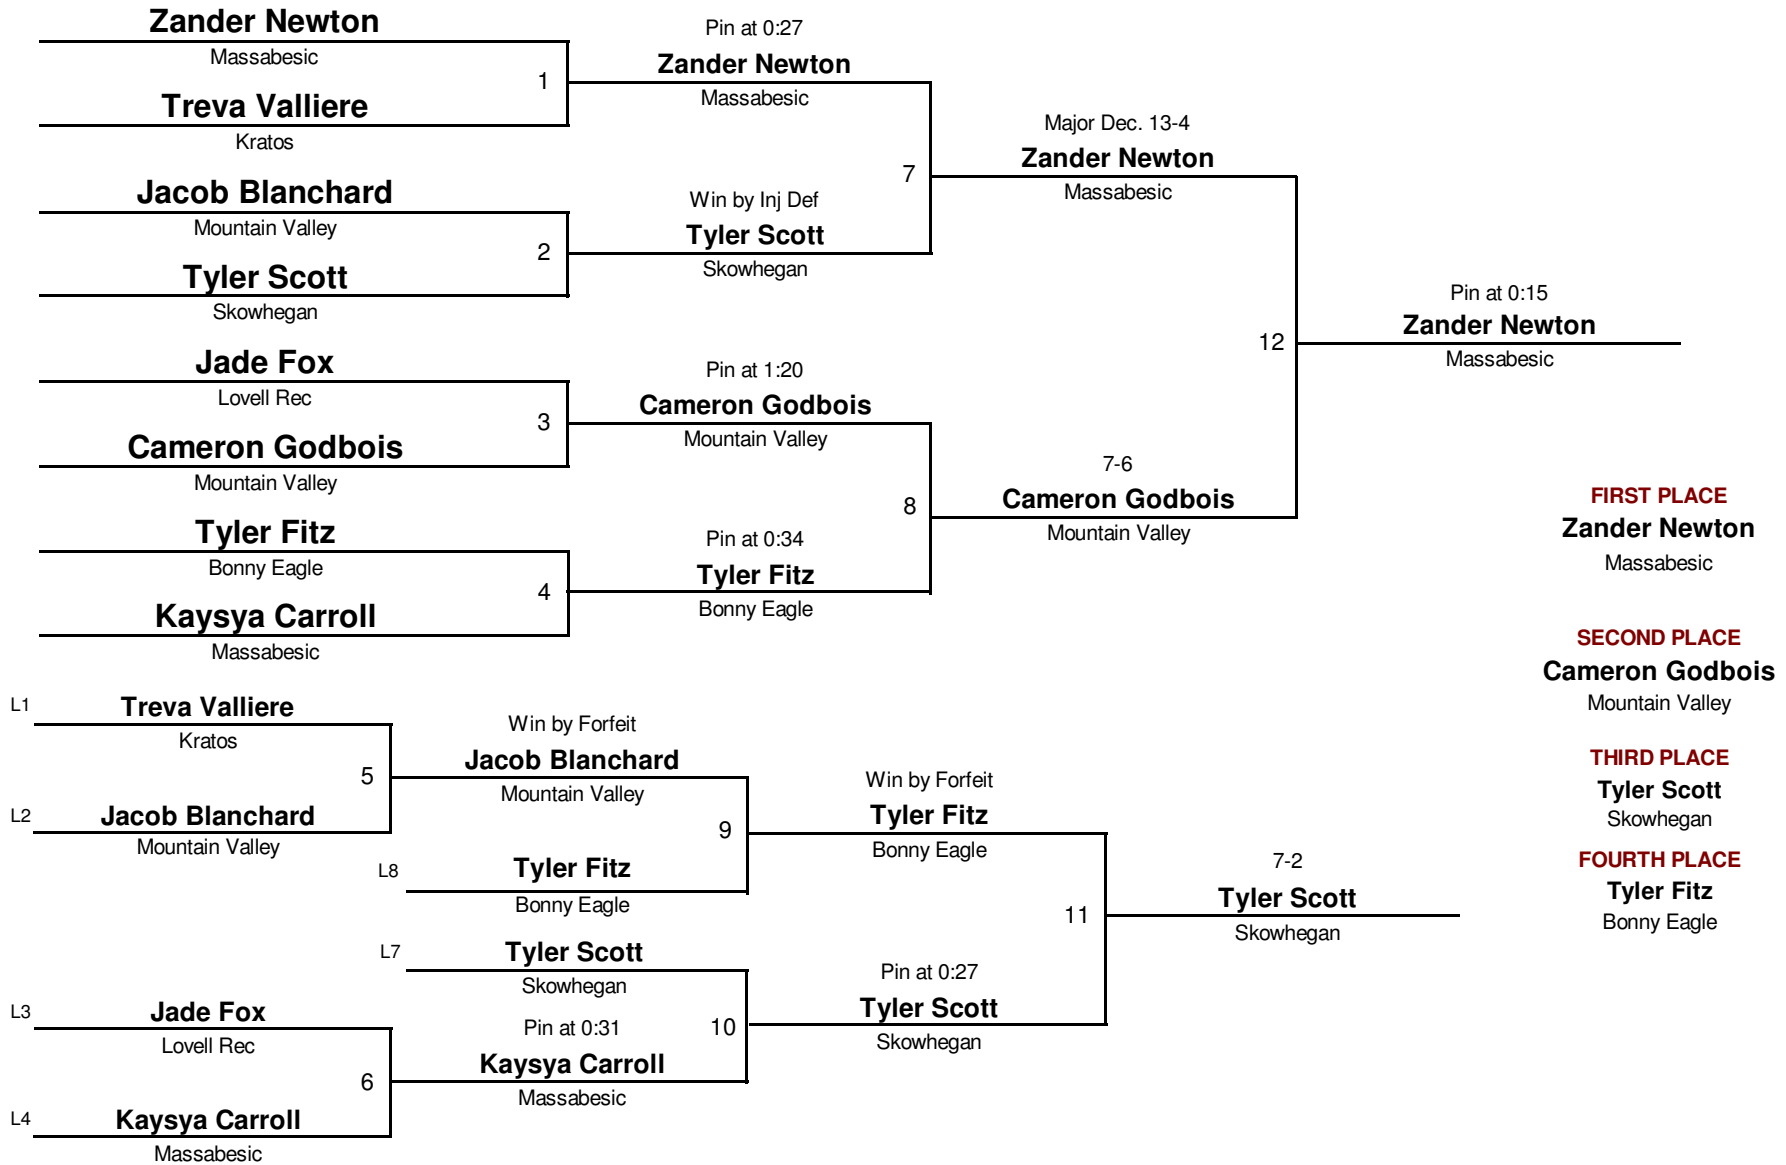 Zander Newton
Massabesic
1
Treva Valliere
Kratos
Jacob Blanchard
Mountain Valley
2
Tyler Scott
Skowhegan
Jade Fox
Lovell Rec
3
Cameron Godbois
Mountain Valley
Tyler Fitz
Bonny Eagle
4
Kaysya Carroll
Massabesic
Pin at 0:27
Zander Newton
Massabesic
7
Win by Inj Def
Tyler Scott
Skowhegan
Pin at 1:20
Cameron Godbois
Mountain Valley
8
Pin at 0:34
Tyler Fitz
Bonny Eagle
Major Dec. 13-4
Zander Newton
Massabesic
12
7-6
Cameron Godbois
Mountain Valley
Pin at 0:15
Zander Newton
Massabesic
L1
Treva Valliere
Kratos
5
L2
Jacob Blanchard
Mountain Valley
L3
Jade Fox
Lovell Rec
6
L4
Kaysya Carroll
Massabesic
Win by Forfeit
Jacob Blanchard
Mountain Valley
9
L8
Tyler Fitz
Bonny Eagle
L7
Tyler Scott
Skowhegan
10
Pin at 0:31
Kaysya Carroll
Massabesic
Win by Forfeit
Tyler Fitz
Bonny Eagle
11
Pin at 0:27
Tyler Scott
Skowhegan
7-2
Tyler Scott
Skowhegan
FIRST PLACE
Zander Newton
Massabesic
SECOND PLACE
Cameron Godbois
Mountain Valley
THIRD PLACE
Tyler Scott
Skowhegan
FOURTH PLACE
Tyler Fitz
Bonny Eagle